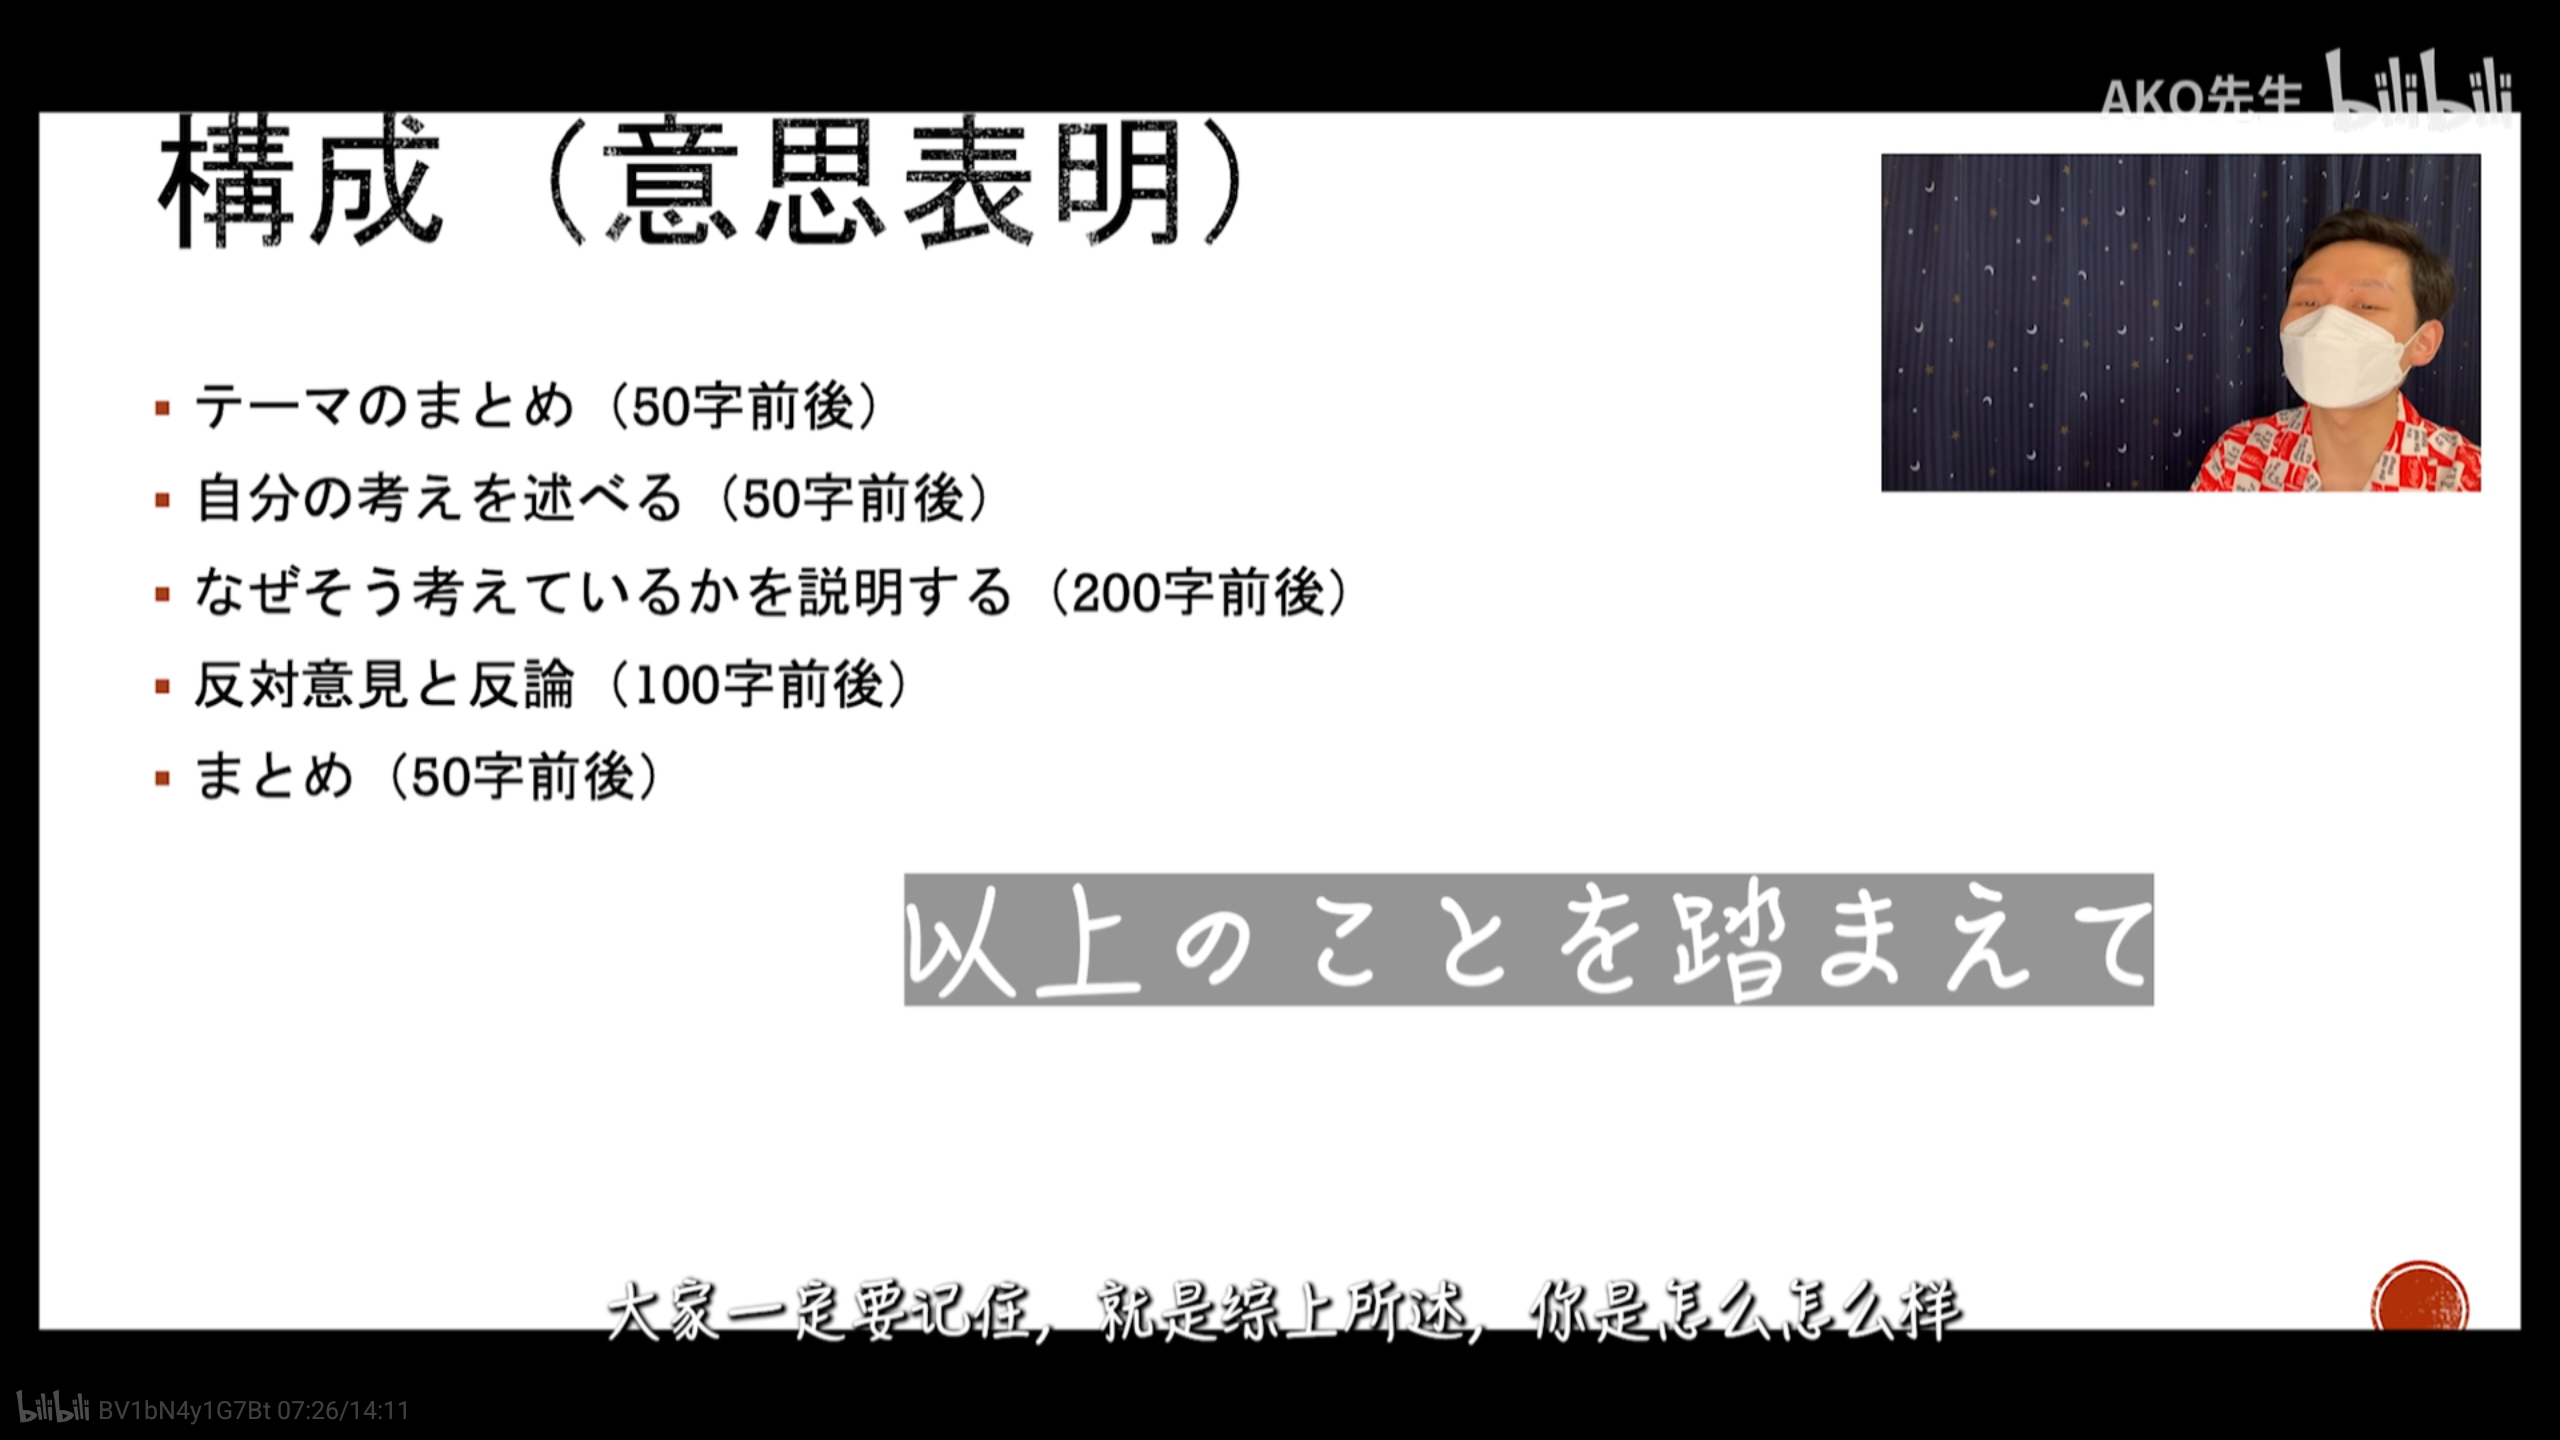 AKO先生 bilibili
構成（意思表明）
テーマのまとめ（50字前後）
自分の考えを述べる（50字前後）
なぜそう考えているかを説明する（200字前後）
反対意見と反論（100字前後）
まとめ（50字前後）
以上のことを踏まえて
大家一定要记住，就是综上所述，你是怎么怎么样
bilibili BV1bN4y1G7Bt 07:26/14:11